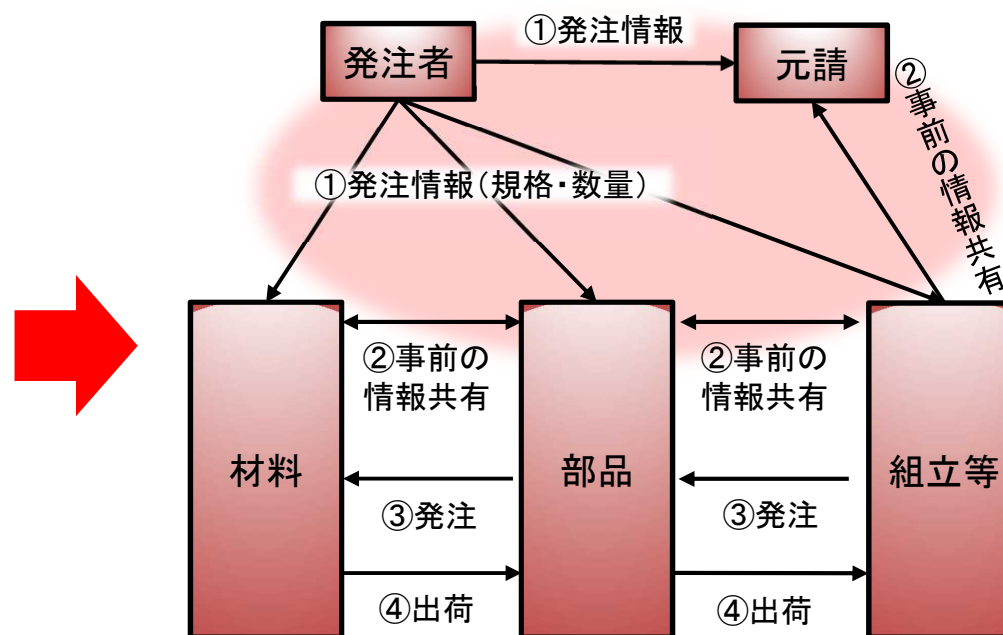 ①発注情報
発注者
元請
②事前の情報共有
①発注情報（規格・数量）
②事前の
情報共有
②事前の
情報共有
材料
部品
組立等
③発注
③発注
④出荷
④出荷